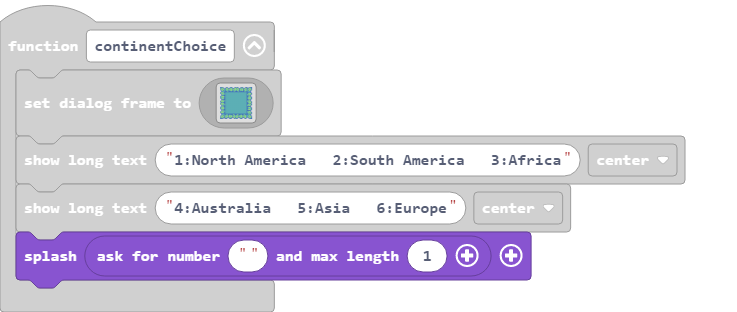 function continentChoice
set dialog frame to
show long text "1:North America 2:South America 3:Africa" center
show long text "4:Australia 5:Asia 6:Europe" center
splash ask for number "" and max length 1